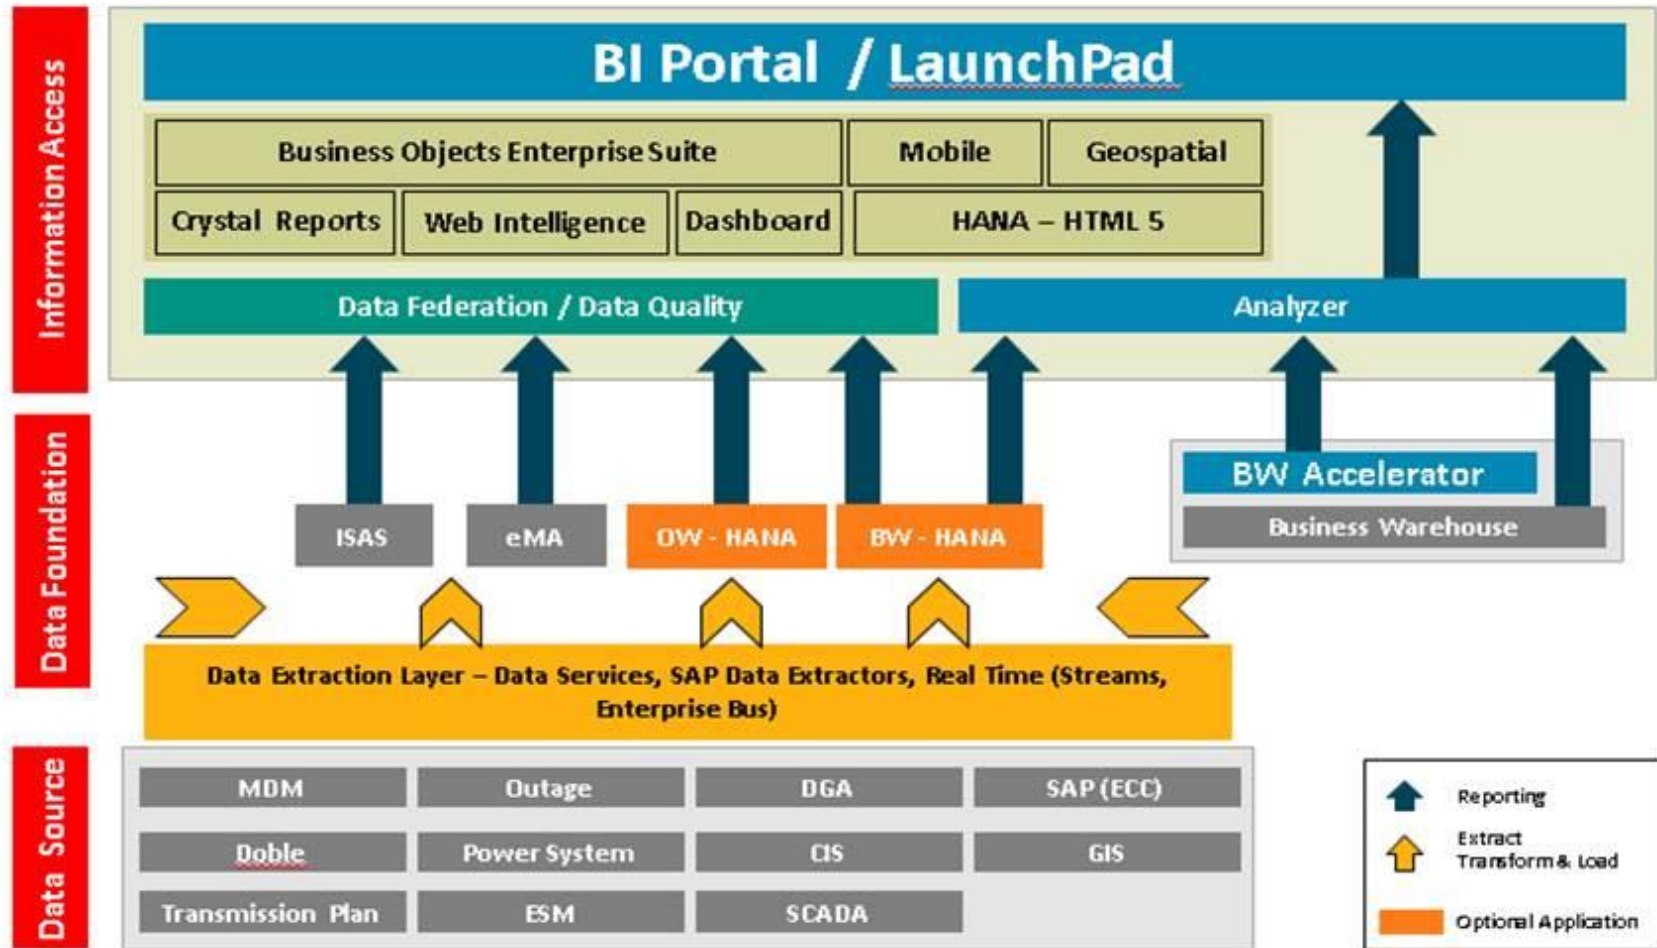 Information Access
BI Portal / LaunchPad
Business Objects Enterprise Suite
Mobile
Geospatial
Crystal Reports
Web Intelligence
Dashboard
HANA – HTML 5
Data Federation / Data Quality
Analyzer
Data Foundation
BW Accelerator
Business Warehouse
ISAS
eMA
OW - HANA
BW - HANA
Data Extraction Layer – Data Services, SAP Data Extractors, Real Time (Streams,
Enterprise Bus)
Data Source
MDM
Outage
DGA
SAP (ECC)
Doble
Power System
CIS
GIS
Transmission Plan
ESM
SCADA
Reporting
Extract
Transform & Load
Optional Application